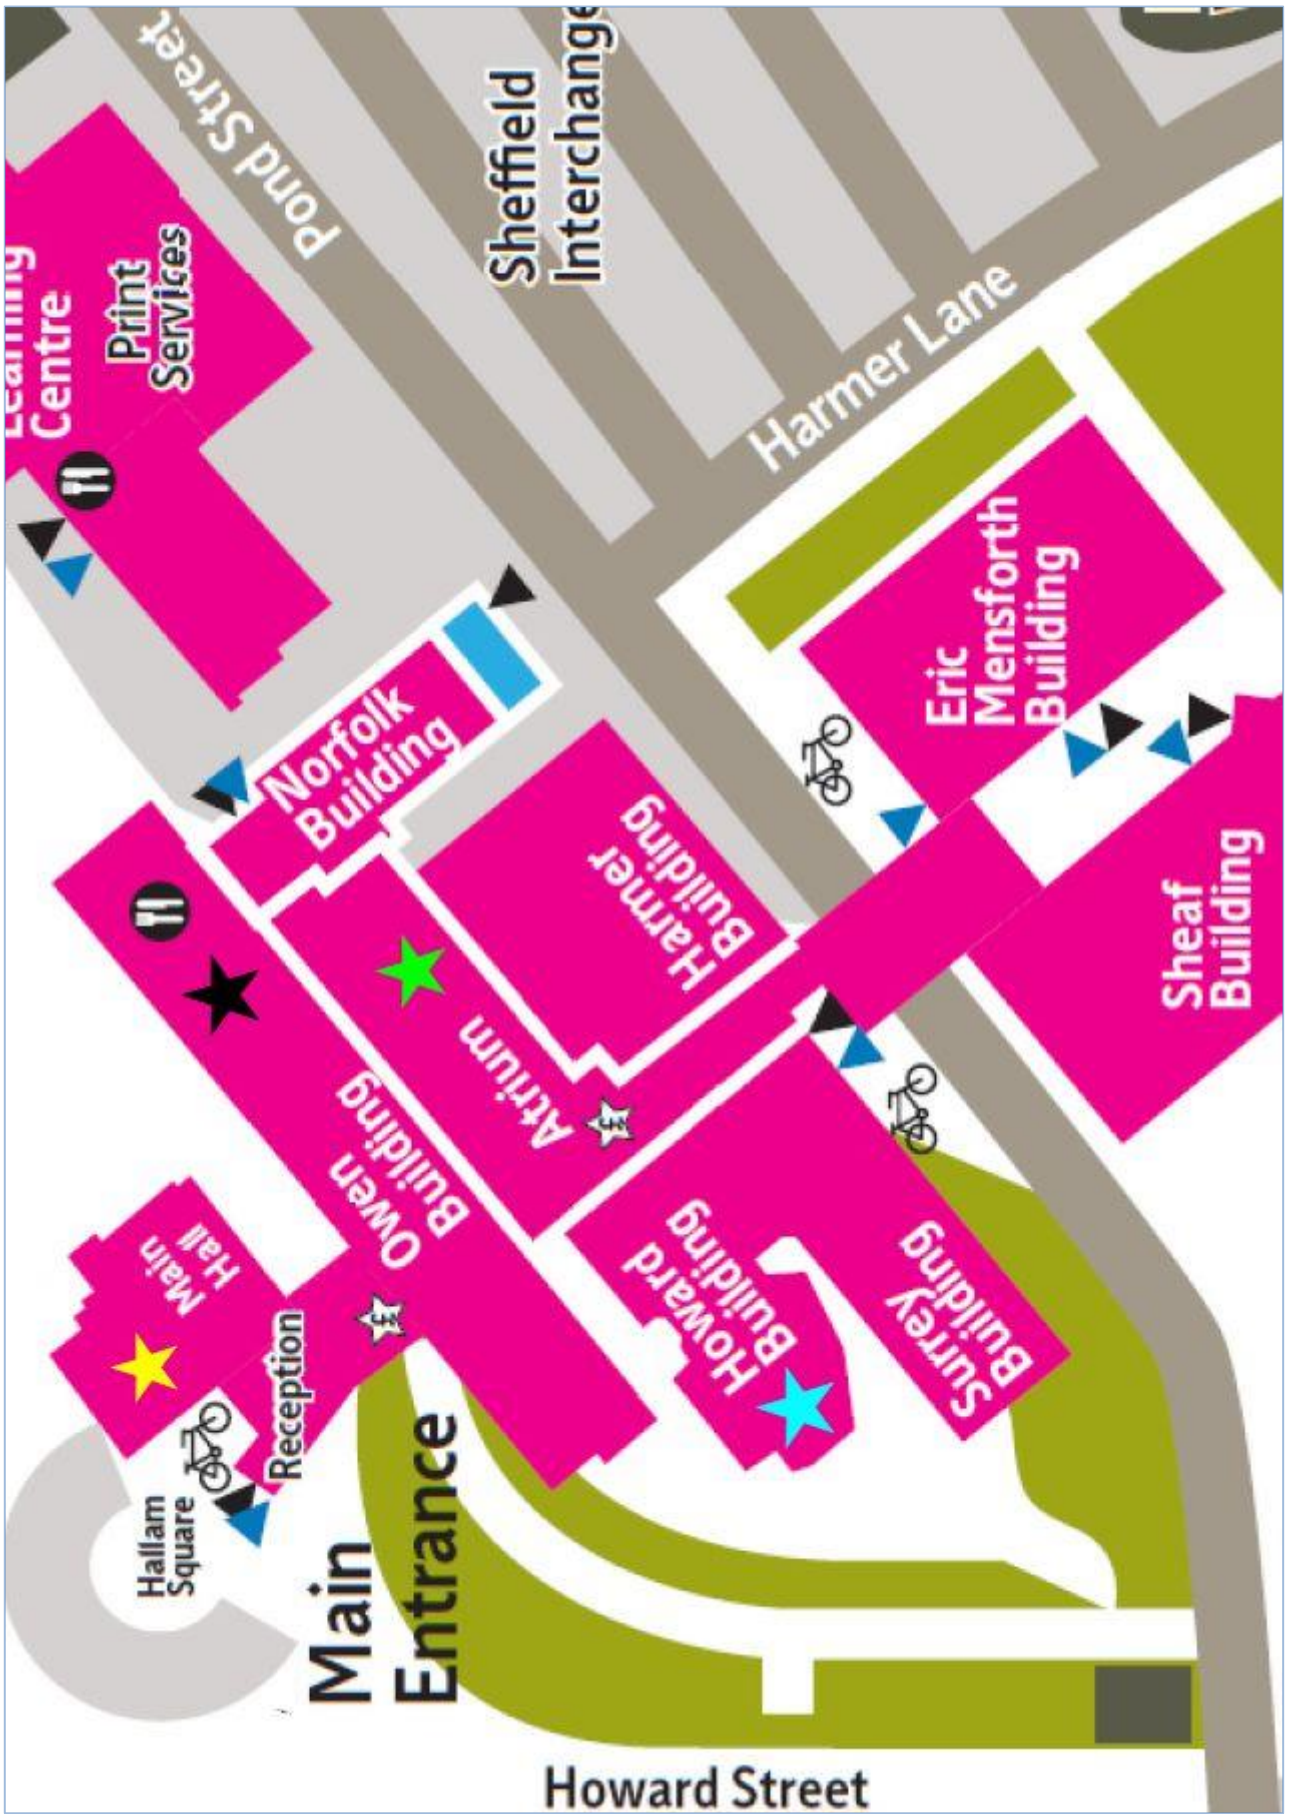 Pond Street
Sheffield
Interchange
Learning
Centre
Print
Services
Harmer Lane
Eric
Mensforth
Building
Norfolk
Building
Harmer
Building
Sheaf
Building
Atrium
£
Owen
Building
Main
Hall
£
Reception
Howard
Building
Surrey
Building
Hallam
Square
Main
Entrance
Howard Street